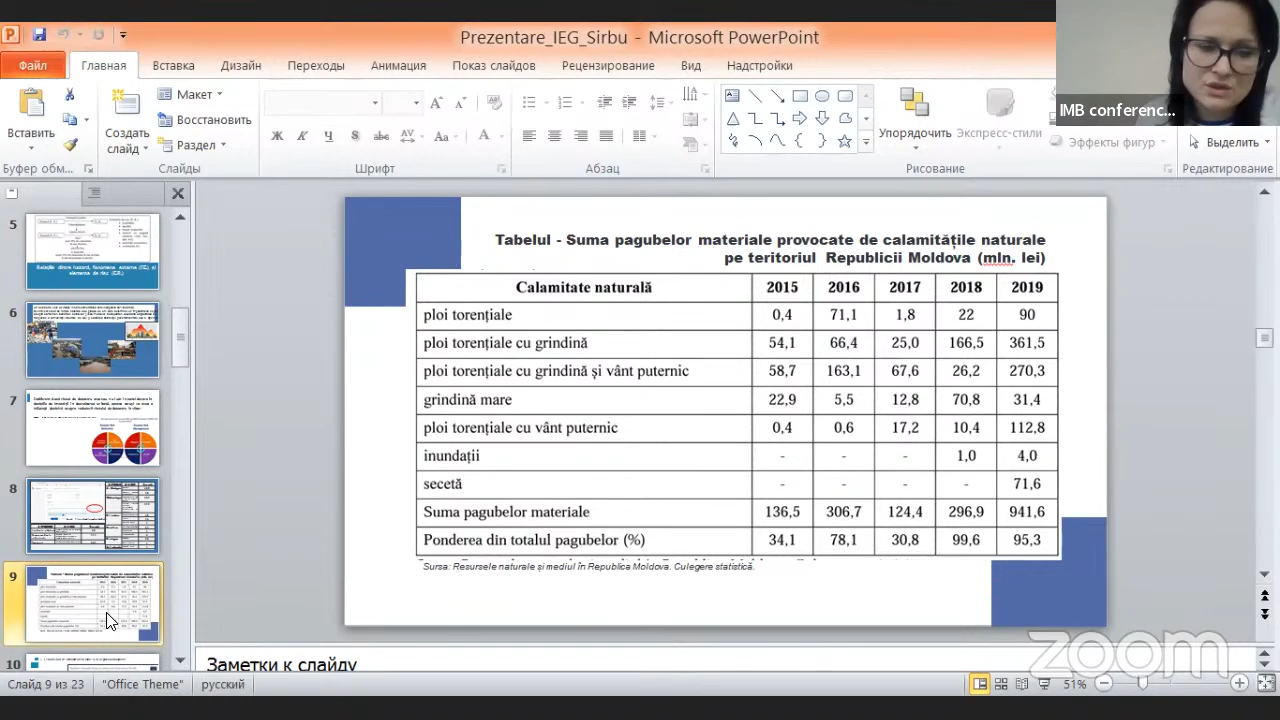 Prezentare_IEG_Sirbu - Microsoft PowerPoint
Файл Главная Вставка Дизайн Переходы Анимация Показ слайдов Рецензирование Вид Надстройки
IMB conferenc...
Вставить
Буфер обм...
Создать слайд
Макет
Восстановить
Раздел
Слайды
Шрифт
Абзац
Упорядочить
Экспресс-стили
Эффекты фигур
Рисование
Выделить
Редактирование
5
6
7
8
9
10
Tabelul - Suma pagubelor materiale provocate de calamitățile naturale
pe teritoriul Republicii Moldova (mln. lei)
Calamitate naturală 2015 2016 2017 2018 2019
ploi torențiale 0,4 71,1 1,8 22 90
ploi torențiale cu grindină 54,1 66,4 25,0 166,5 361,5
ploi torențiale cu grindină și vânt puternic 58,7 163,1 67,6 26,2 270,3
grindină mare 22,9 5,5 12,8 70,8 31,4
ploi torențiale cu vânt puternic 0,4 0,6 17,2 10,4 112,8
inundații - - - 1,0 4,0
secetă - - - - 71,6
Suma pagubelor materiale 136,5 306,7 124,4 296,9 941,6
Ponderea din totalul pagubelor (%) 34,1 78,1 30,8 99,6 95,3
Sursa: Resursele naturale și mediul în Republica Moldova. Culegere statistică.
Заметки к слайду
zoom
Слайд 9 из 23 "Office Theme" русский 51%